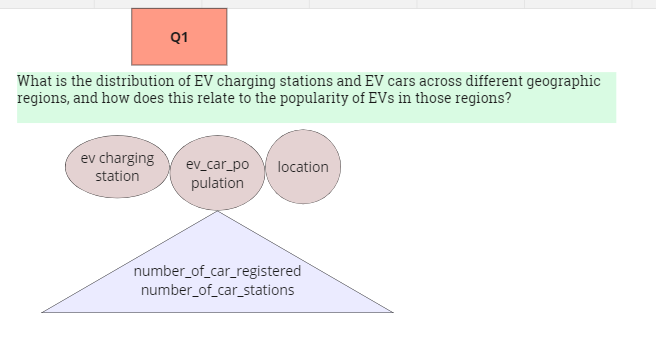 Q1
What is the distribution of EV charging stations and EV cars across different geographic
regions, and how does this relate to the popularity of EVs in those regions?
ev charging
station
ev_car_po
pulation
location
number_of_car_registered
number_of_car_stations